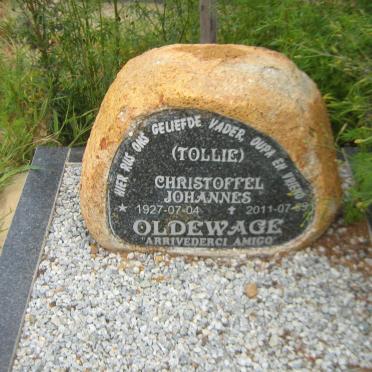 HIER RUS ONS GELIEFDE VADER, OUPA EN VRIEND
(TOLLIE)
CHRISTOFFEL
JOHANNES
* 1927-07-04 ✝
OLDEWAGE
"ARRIVEDERCI AMIGO"